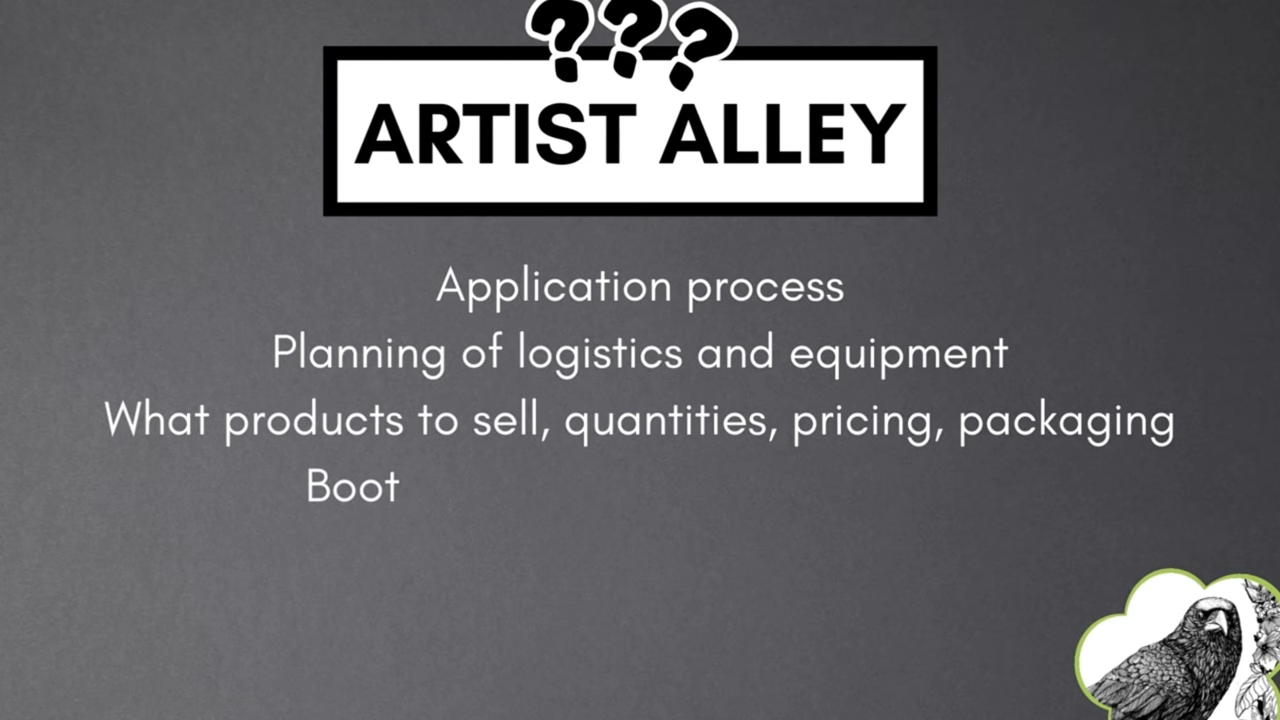 ???
ARTIST ALLEY
Application process
Planning of logistics and equipment
What products to sell, quantities, pricing, packaging
Boot